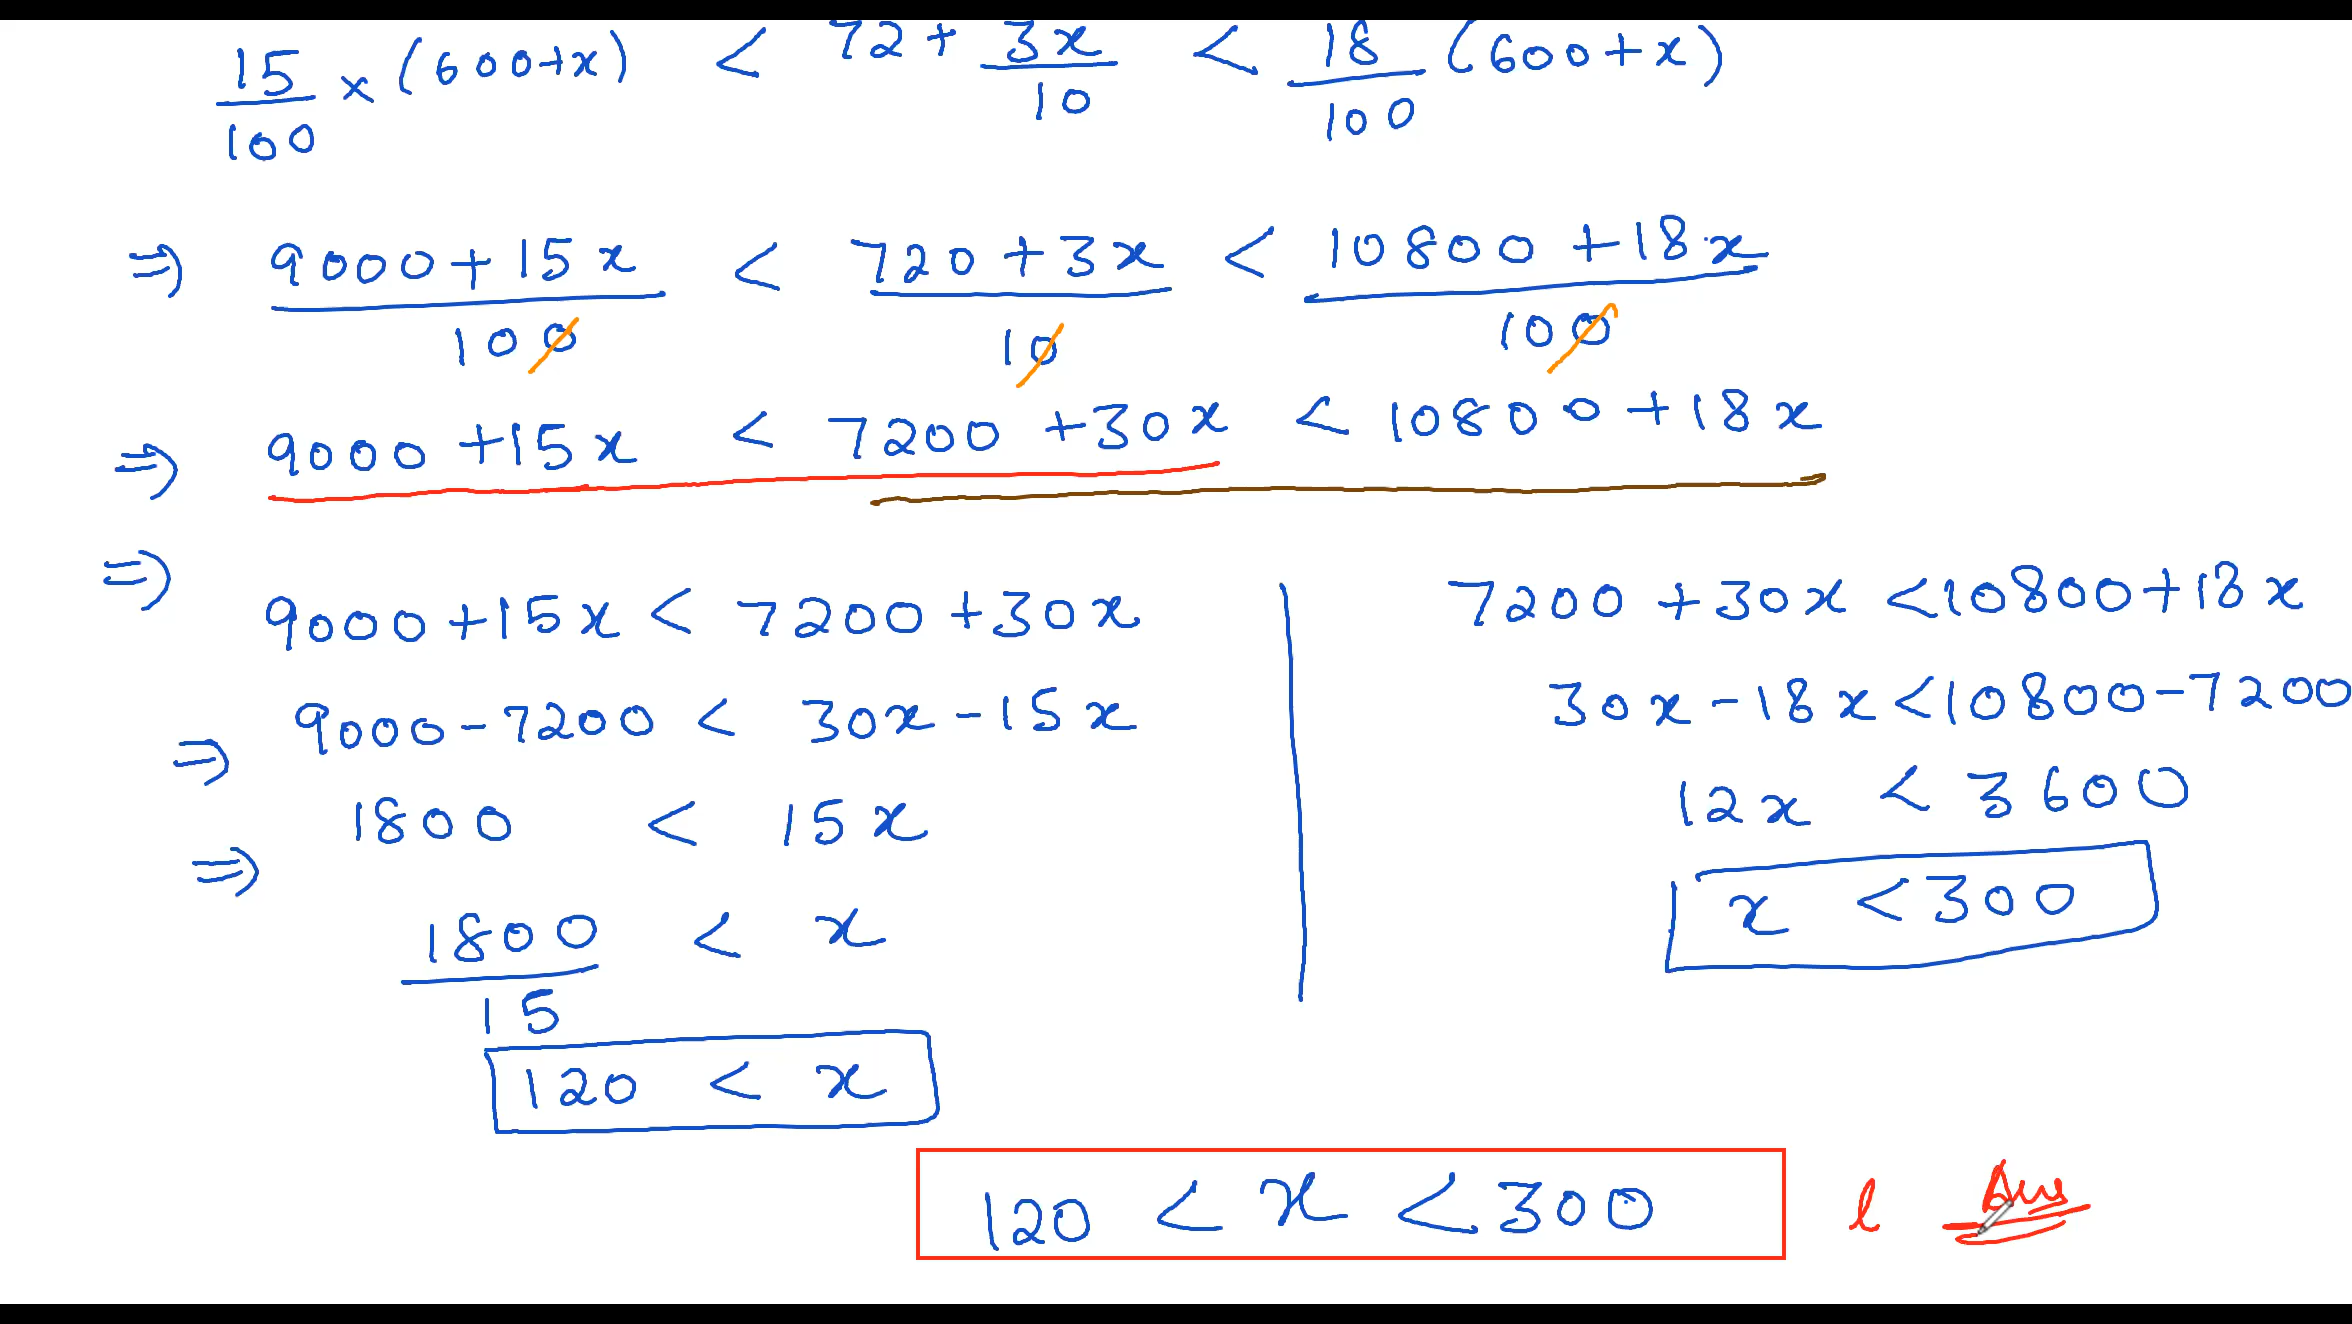 15/100 × (600+x) < 72 + 3x/10 < 18/100 (600+x)
⇒ 9000+15x/100 < 720+3x/10 < 10800+18x/100
⇒ 9000+15x < 7200+30x < 10800+18x
⇒ 9000+15x < 7200+30x
⇒ 9000-7200 < 30x-15x
1800 < 15x
⇒ 1800/15 < x
120 < x
7200+30x < 10800+18x
30x-18x < 10800-7200
12x < 3600
x < 300
120 < x < 300 l Ans